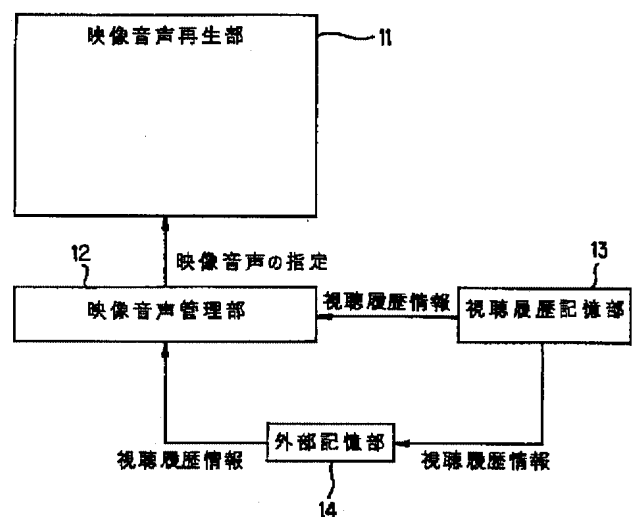 映像音声再生部
11
映像音声の指定
12
映像音声管理部
視聴履歴情報
13
視聴履歴記憶部
外部記憶部
視聴履歴情報
視聴履歴情報
14